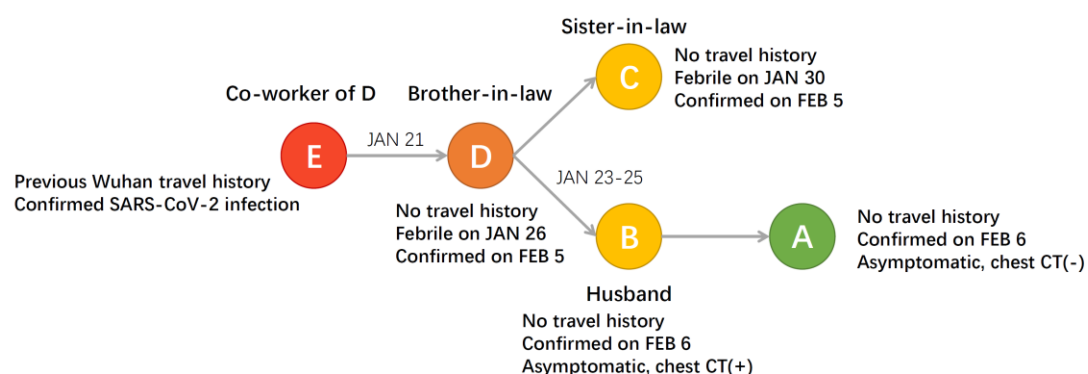 Sister-in-law
C
No travel history
Febrile on JAN 30
Confirmed on FEB 5
Co-worker of D
E
Previous Wuhan travel history
Confirmed SARS-CoV-2 infection
JAN 21
Brother-in-law
D
No travel history
Febrile on JAN 26
Confirmed on FEB 5
JAN 23-25
B
Husband
No travel history
Confirmed on FEB 6
Asymptomatic, chest CT(+)
A
No travel history
Confirmed on FEB 6
Asymptomatic, chest CT(-)